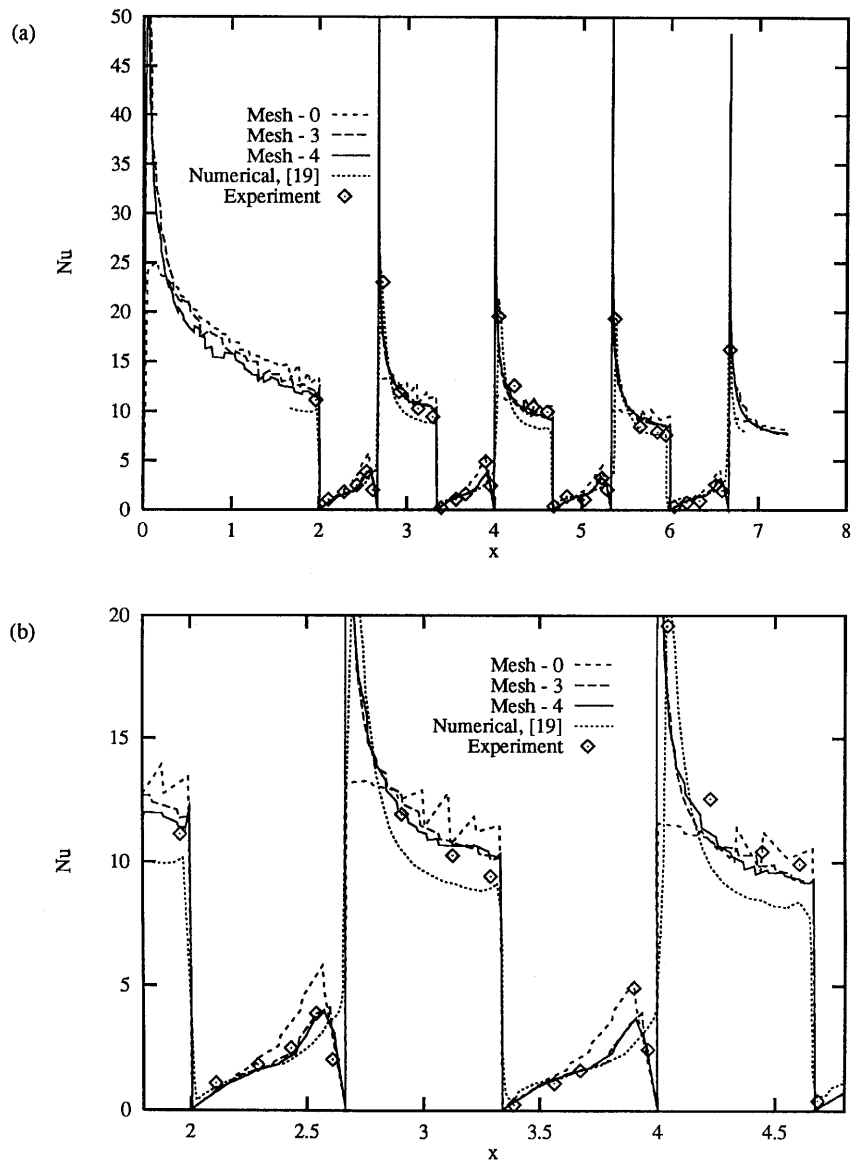 (a)
50
45
40
35
30
25
20
15
10
5
0
Nu
Mesh - 0
Mesh - 3
Mesh - 4
Numerical, [19]
Experiment
0 1 2 3 4 5 6 7 8
x
(b)
20
15
10
5
0
Nu
Mesh - 0
Mesh - 3
Mesh - 4
Numerical, [19]
Experiment
2 2.5 3 3.5 4 4.5
x